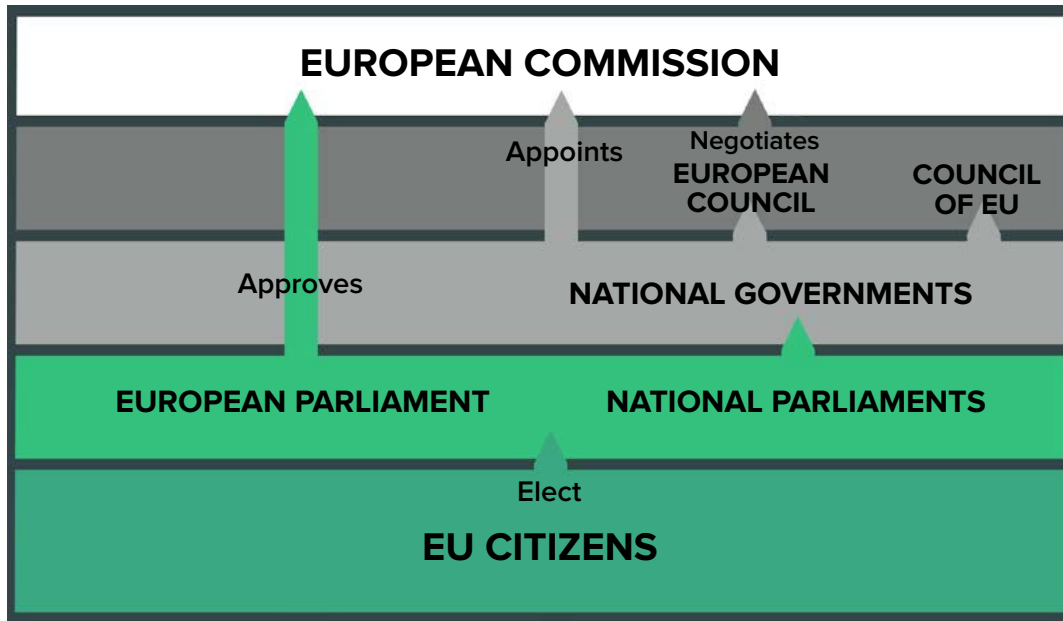 EUROPEAN COMMISSION
Negotiates
Appoints
EUROPEAN
COUNCIL
COUNCIL
OF EU
Approves
NATIONAL GOVERNMENTS
EUROPEAN PARLIAMENT
NATIONAL PARLIAMENTS
Elect
EU CITIZENS